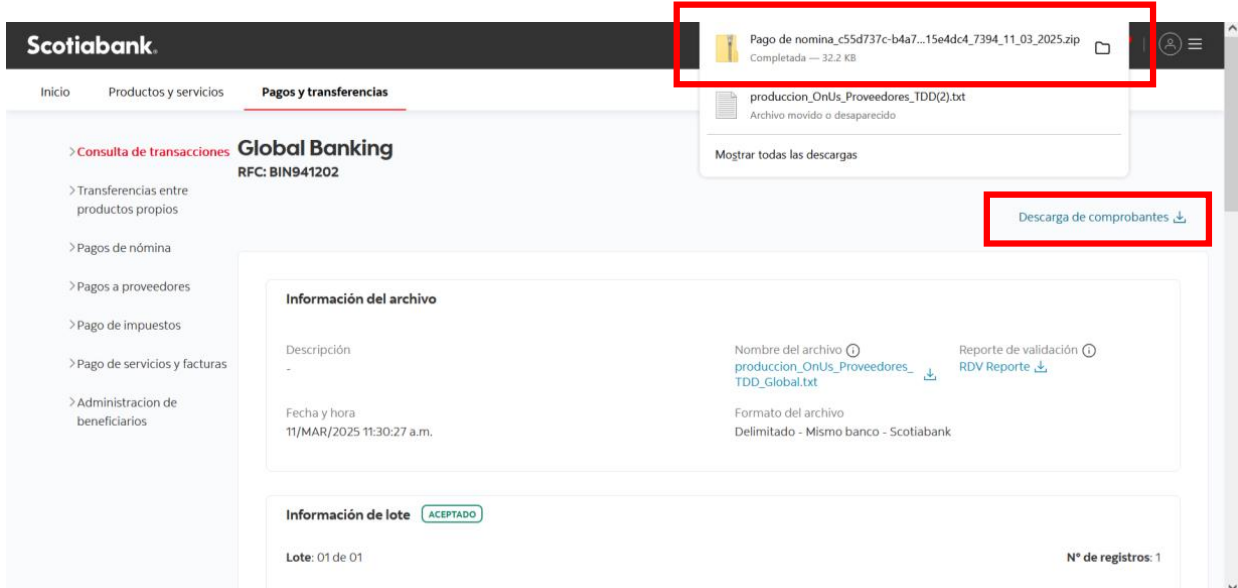 Scotiabank.
Pago de nomina_c55d737c-b4a7...15e4dc4_7394_11_03_2025.zip
Completada — 32.2 KB
produccion_OnUs_Proveedores_TDD(2).txt
Archivo movido o desaparecido
Mostrar todas las descargas
Inicio
Productos y servicios
Pagos y transferencias
Consulta de transacciones
Transferencias entre
productos propios
Pagos de nómina
Pagos a proveedores
Pago de impuestos
Pago de servicios y facturas
Administracion de
beneficiarios
Global Banking
RFC: BIN941202
Descarga de comprobantes
Información del archivo
Descripción
-
Nombre del archivo
produccion_OnUs_Proveedores_
TDD_Global.txt
Reporte de validación
RDV Reporte
Fecha y hora
11/MAR/2025 11:30:27 a.m.
Formato del archivo
Delimitado - Mismo banco - Scotiabank
Información de lote ACEPTADO
Lote: 01 de 01
N° de registros: 1